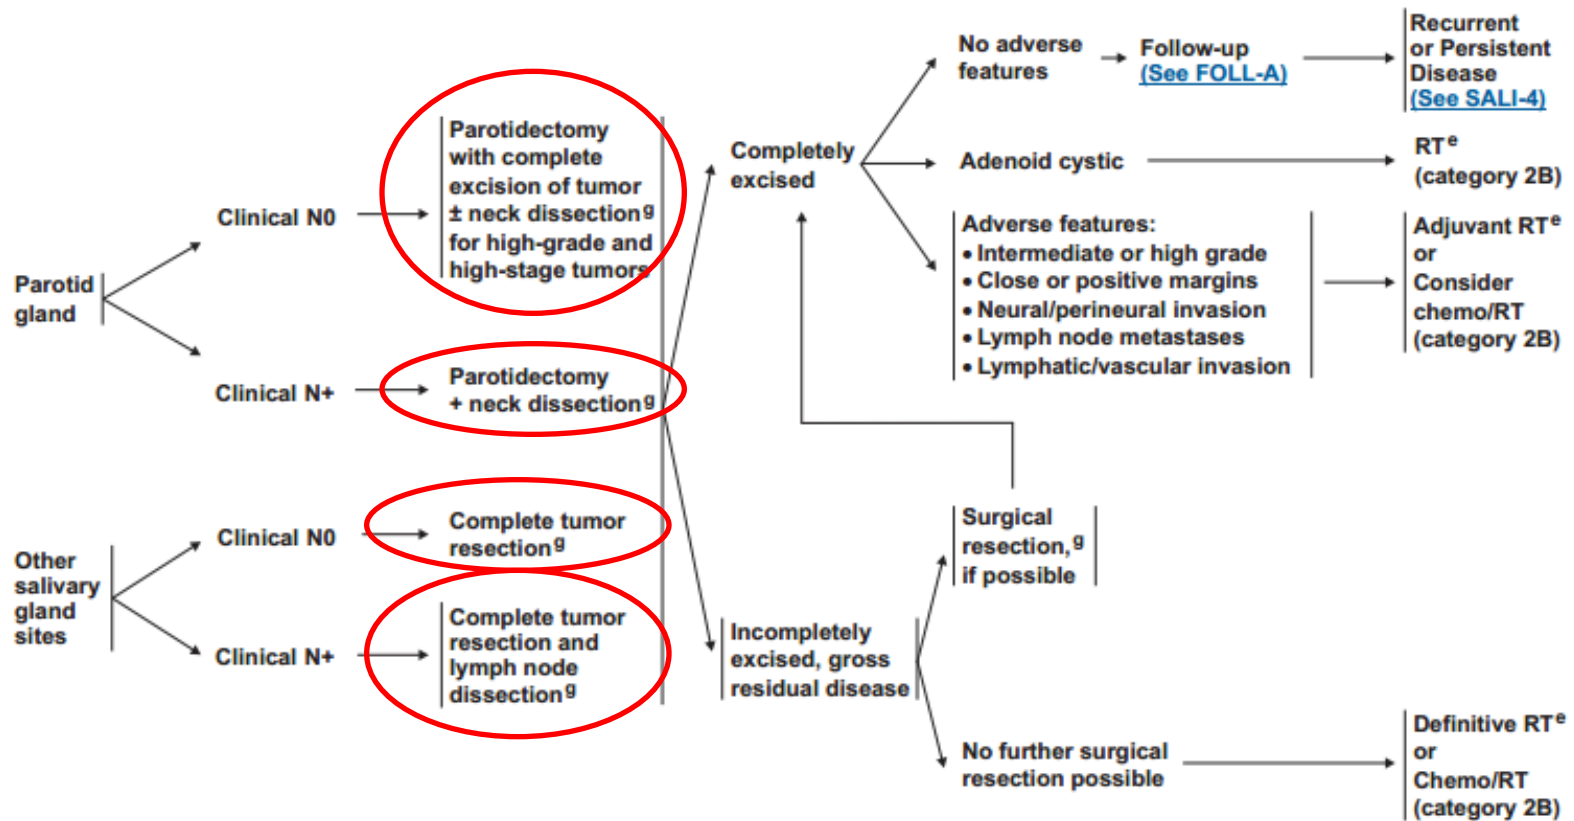 Parotid
gland
Clinical N0
Parotidectomy
with complete
excision of tumor
± neck dissection g
for high-grade and
high-stage tumors
Clinical N+
Parotidectomy
+ neck dissection g
Other
salivary
gland
sites
Clinical N0
Complete tumor
resection g
Clinical N+
Complete tumor
resection and
lymph node
dissection g
Completely
excised
No adverse
features
Follow-up
(See FOLL-A)
Recurrent
or Persistent
Disease
(See SALI-4)
Adenoid cystic
RT e
(category 2B)
Adverse features:
• Intermediate or high grade
• Close or positive margins
• Neural/perineural invasion
• Lymph node metastases
• Lymphatic/vascular invasion
Adjuvant RT e
or
Consider
chemo/RT
(category 2B)
Incompletely
excised, gross
residual disease
Surgical
resection, g
if possible
No further surgical
resection possible
Definitive RT e
or
Chemo/RT
(category 2B)